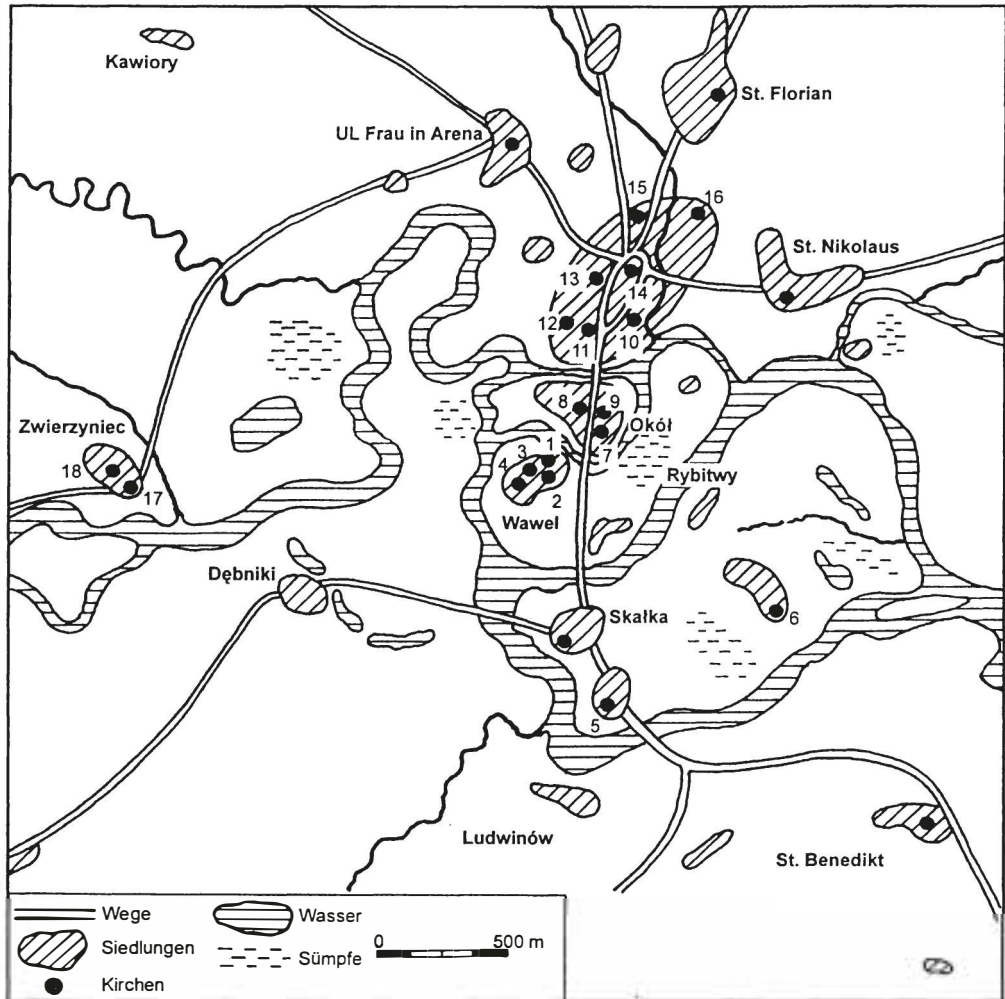 Kawiory
St. Florian
UL Frau in Arena
15
16
St. Nikolaus
13
14
12
11
10
Zwierzyniec
8
9
Okół
18
17
1
3
4
7
2
Rybitwy
Wawel
Dębniki
6
Skałka
5
Ludwinów
St. Benedikt
Wege
Wasser
Siedlungen
Sümpfe
0 500 m
Kirchen